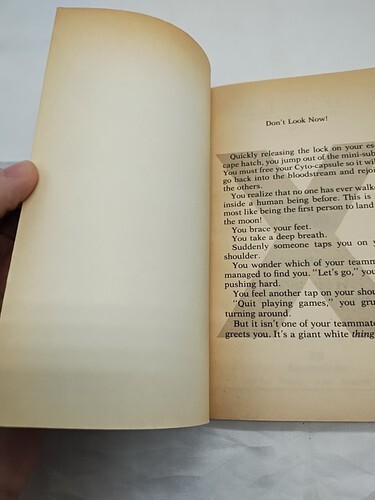 Don't Look Now!
Quickly releasing the lock on your es
cape hatch, you jump out of the mini-sub
You must free your Cyto-capsule so it wil
go back into the bloodstream and rejo
the others.
You realize that no one has ever walke
inside a human being before. This is
most like being the first person to land
the moon!
You brace your feet.
You take a deep breath.
Suddenly someone taps you on y
shoulder.
You wonder which of your teamm
managed to find you. "Let's go," you
pushing hard.
You feel another tap on your shou
"Quit playing games," you gru
turning around.
But it isn't one of your teammate
greets you. It's a giant white thing